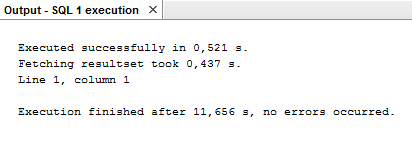 Output - SQL 1 execution ×
Executed successfully in 0,521 s.
Fetching resultset took 0,437 s.
Line 1, column 1
Execution finished after 11,656 s, no errors occurred.